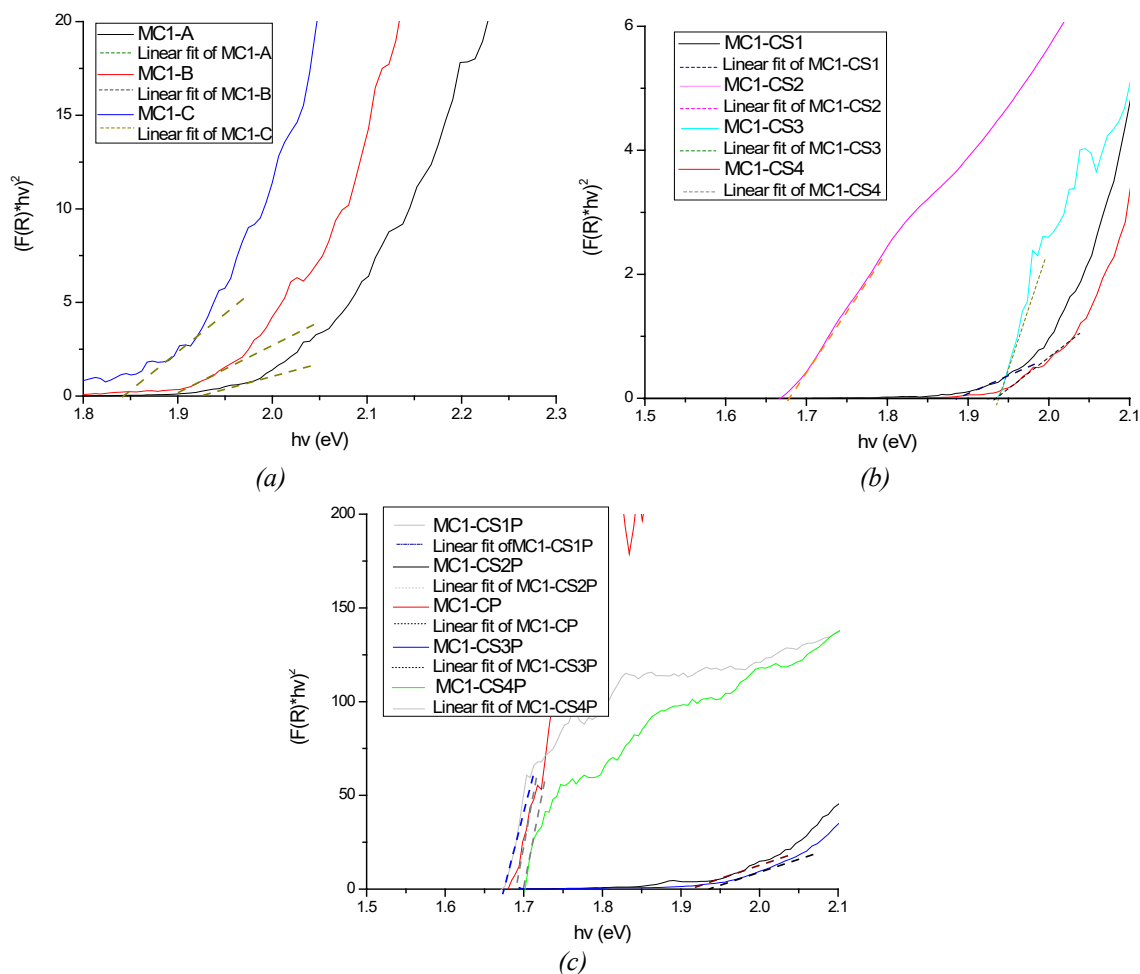 20
15
10
5
0
(F(R)*hν)²
MC1-A
Linear fit of MC1-A
MC1-B
Linear fit of MC1-B
MC1-C
Linear fit of MC1-C
1.8 1.9 2.0 2.1 2.2 2.3
hν (eV)
(a)
6
4
2
0
(F(R)*hν)²
MC1-CS1
Linear fit of MC1-CS1
MC1-CS2
Linear fit of MC1-CS2
MC1-CS3
Linear fit of MC1-CS3
MC1-CS4
Linear fit of MC1-CS4
1.5 1.6 1.7 1.8 1.9 2.0 2.1
hν (eV)
(b)
200
150
100
50
0
(F(R)*hν)²
MC1-CS1P
Linear fit ofMC1-CS1P
MC1-CS2P
Linear fit of MC1-CS2P
MC1-CP
Linear fit of MC1-CP
MC1-CS3P
Linear fit of MC1-CS3P
MC1-CS4P
Linear fit of MC1-CS4P
1.5 1.6 1.7 1.8 1.9 2.0 2.1
hν (eV)
(c)